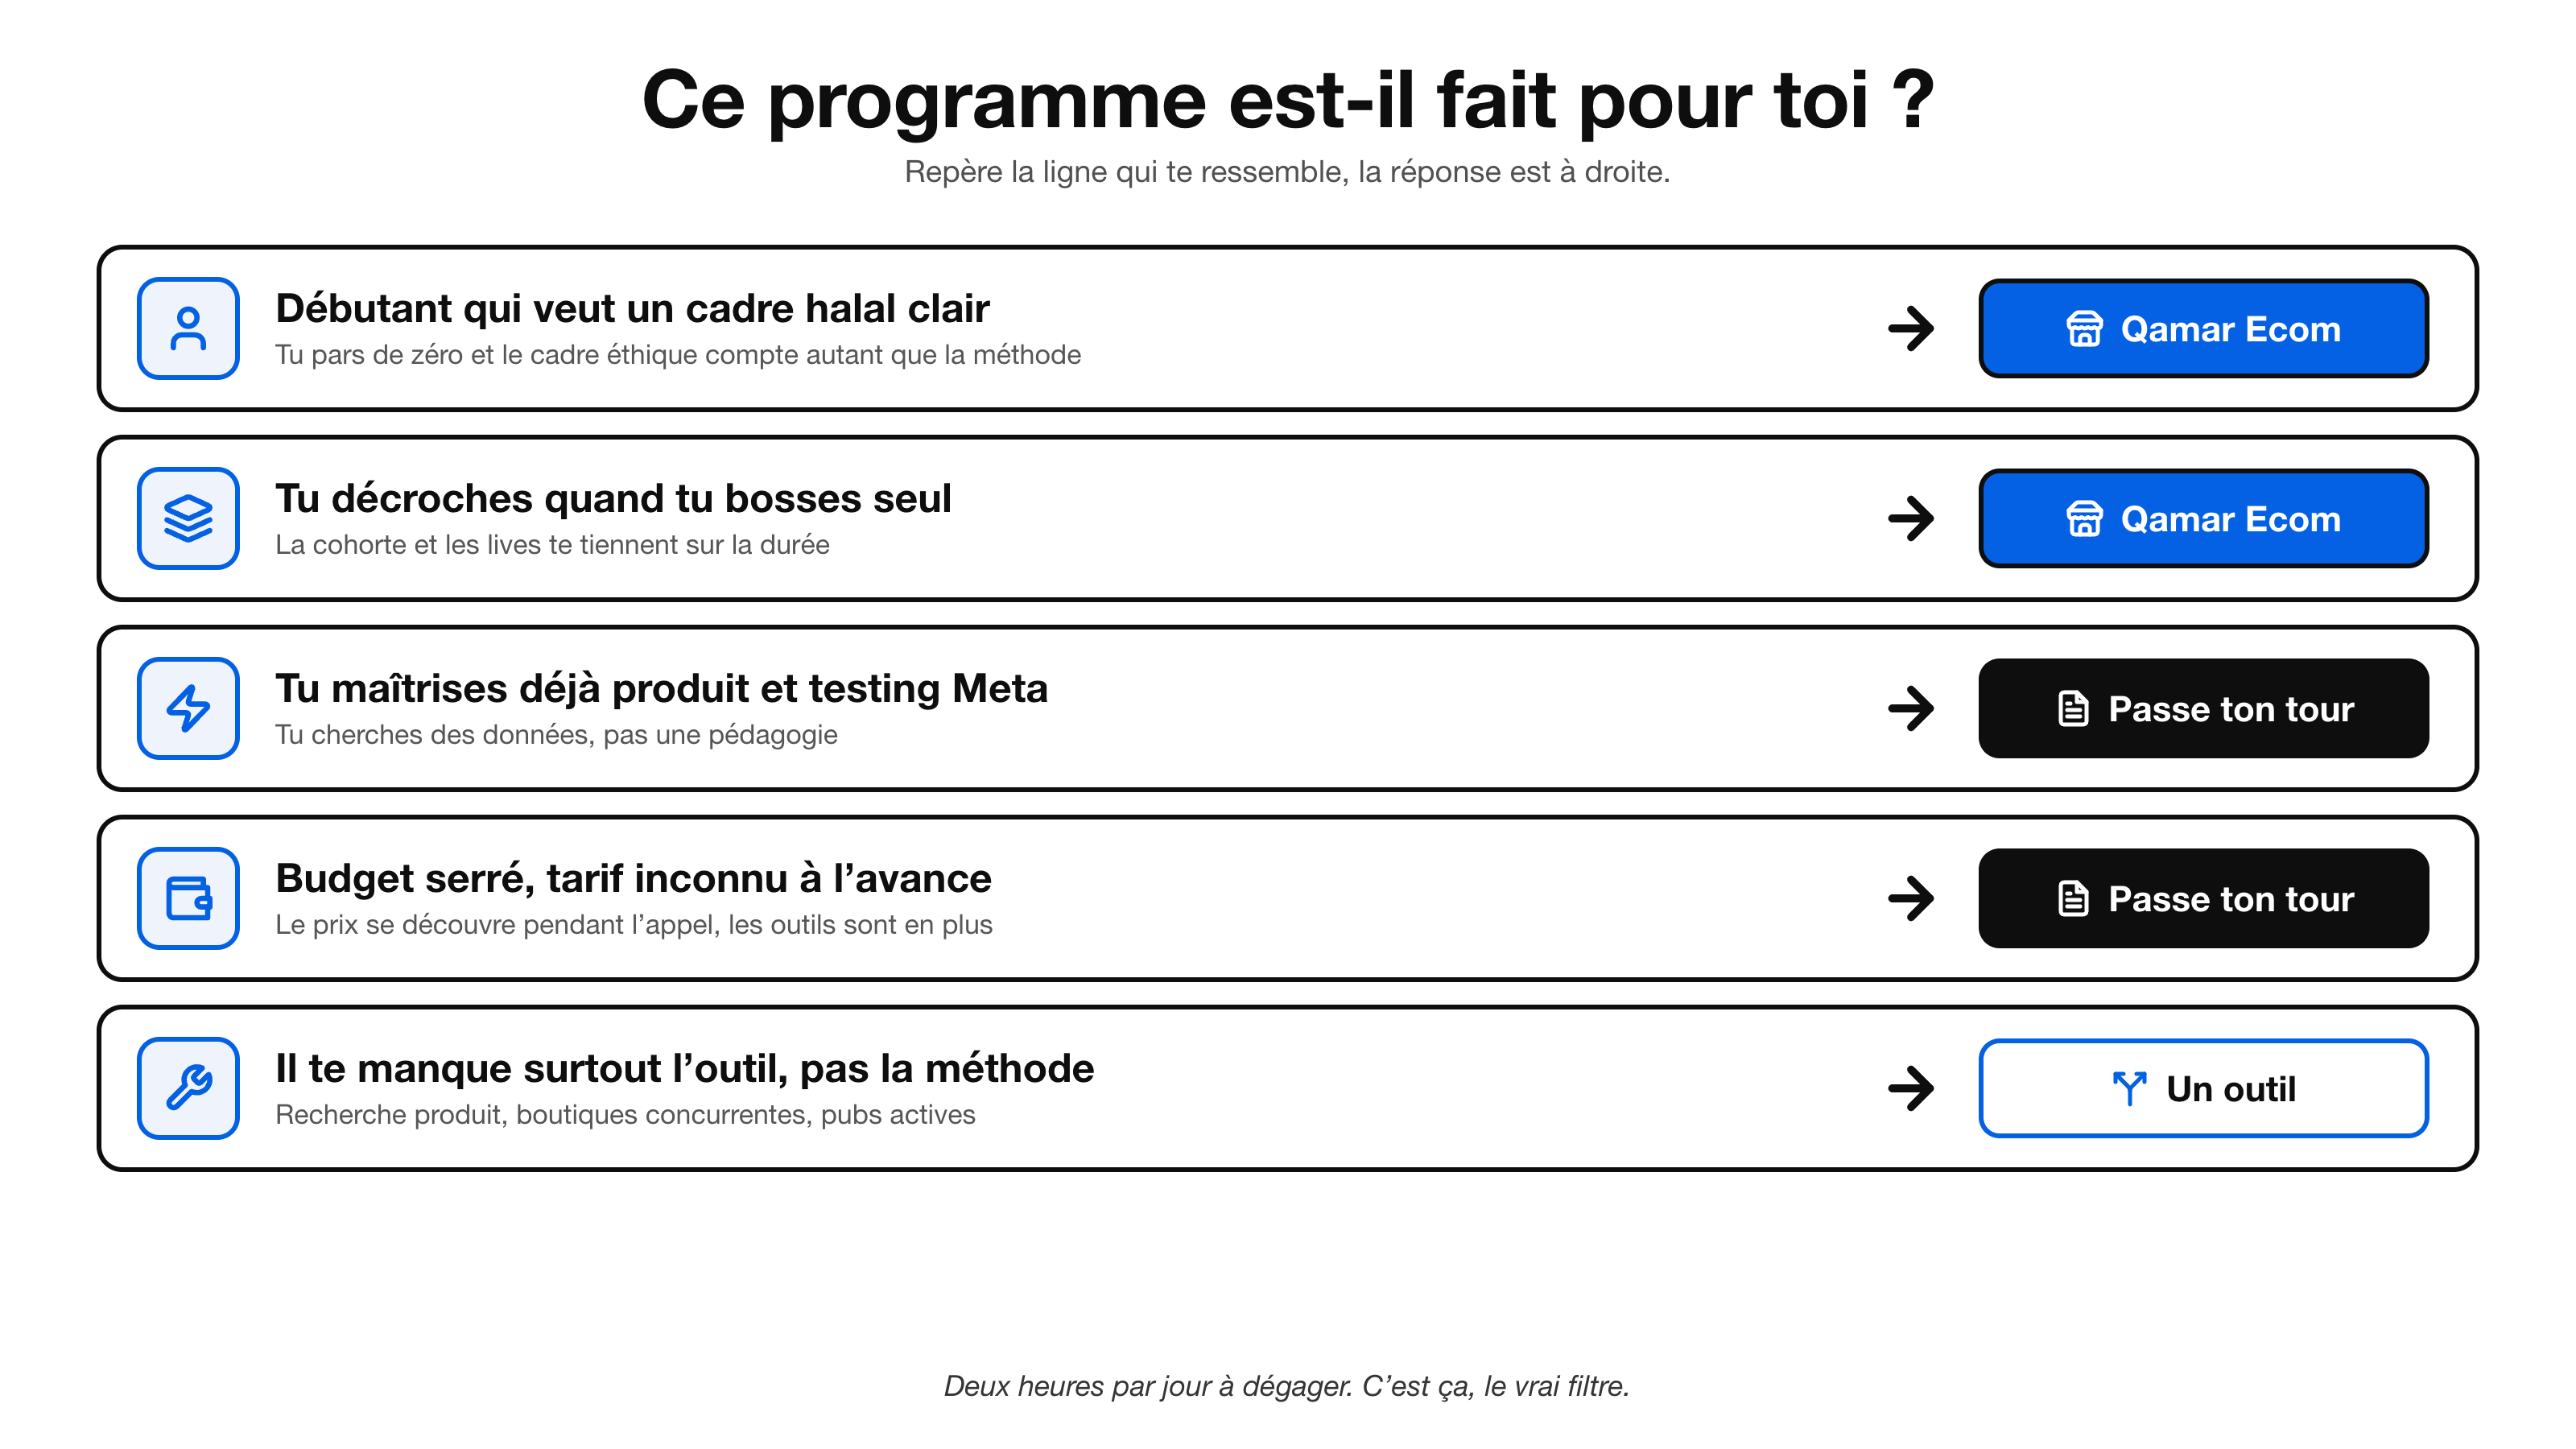 Ce programme est-il fait pour toi ?
Repère la ligne qui te ressemble, la réponse est à droite.
Débutant qui veut un cadre halal clair
Tu pars de zéro et le cadre éthique compte autant que la méthode
Qamar Ecom
Tu décroches quand tu bosses seul
La cohorte et les lives te tiennent sur la durée
Qamar Ecom
Tu maîtrises déjà produit et testing Meta
Tu cherches des données, pas une pédagogie
Passe ton tour
Budget serré, tarif inconnu à l’avance
Le prix se découvre pendant l’appel, les outils sont en plus
Passe ton tour
Il te manque surtout l’outil, pas la méthode
Recherche produit, boutiques concurrentes, pubs actives
Un outil
Deux heures par jour à dégager. C’est ça, le vrai filtre.